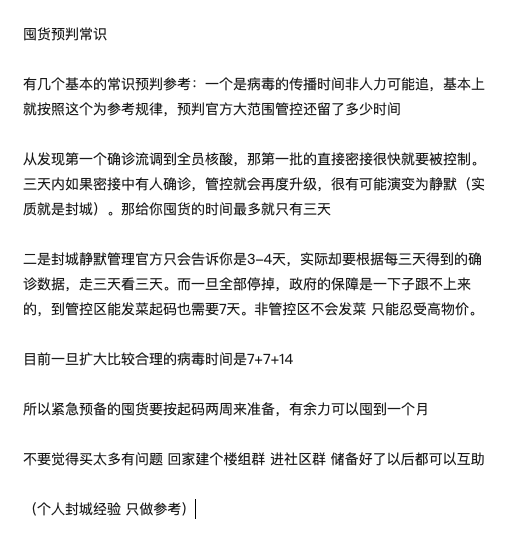 囤货预判常识
有几个基本的常识预判参考：一个是病毒的传播时间非人力可能追，基本上
就按照这个为参考规律，预判官方大范围管控还留了多少时间
从发现第一个确诊流调到全员核酸，那第一批的直接密接很快就要被控制。
三天内如果密接中有人确诊，管控就会再度升级，很有可能演变为静默（实
质就是封城）。那给你囤货的时间最多就只有三天
二是封城静默管理官方只会告诉你是3–4天，实际却要根据每三天得到的确
诊数据，走三天看三天。而一旦全部停掉，政府的保障是一下子跟不上来
的，到管控区能发菜起码也需要7天。非管控区不会发菜 只能忍受高物价。
目前一旦扩大比较合理的病毒时间是7+7+14
所以紧急预备的囤货要按起码两周来准备，有余力可以囤到一个月
不要觉得买太多有问题 回家建个楼组群 进社区群 储备好了以后都可以互助
（个人封城经验 只做参考）